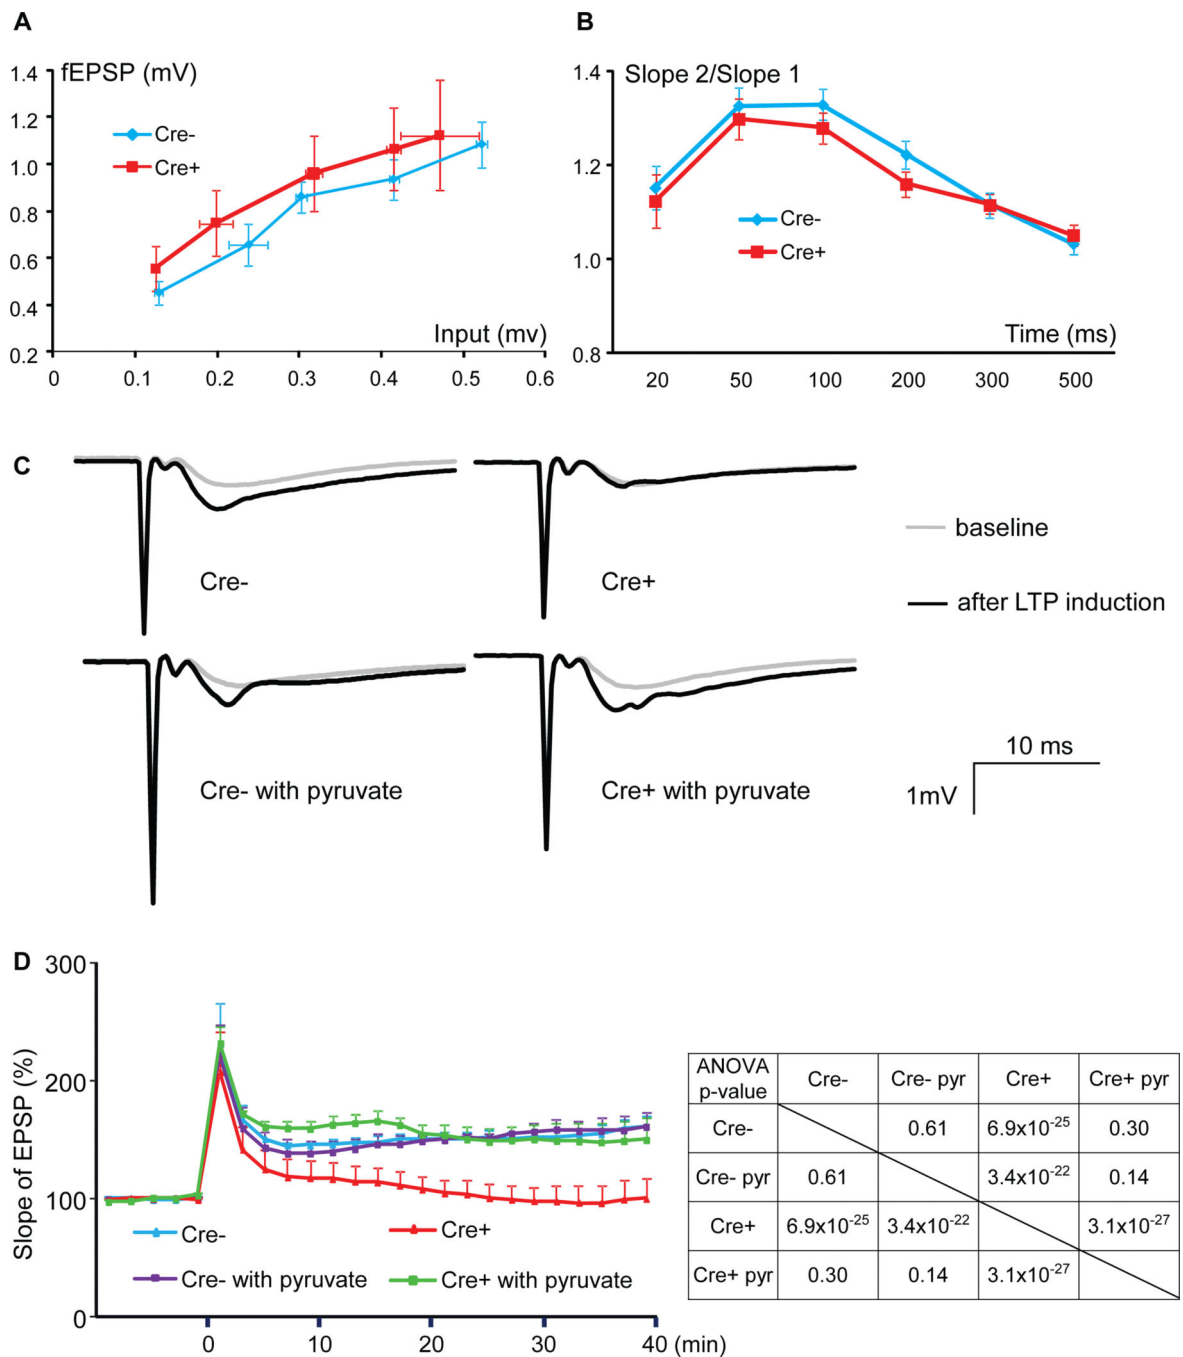 A
fEPSP (mV)
1.4
1.2
1.0
0.8
0.6
0.4
0.2
Cre-
Cre+
Input (mv)
0 0.1 0.2 0.3 0.4 0.5 0.6
B
Slope 2/Slope 1
1.4
1.2
1.0
0.8
Cre-
Cre+
Time (ms)
20 50 100 200 300 500
C
Cre-
Cre+
baseline
after LTP induction
Cre- with pyruvate
Cre+ with pyruvate
10 ms
1mV
D
Slope of EPSP (%)
300
200
100
0
Cre-
Cre+
Cre- with pyruvate
Cre+ with pyruvate
0 10 20 30 40 (min)
ANOVA p-value Cre- Cre- pyr Cre+ Cre+ pyr
Cre- 0.61 6.9x10⁻²⁵ 0.30
Cre- pyr 0.61 3.4x10⁻²² 0.14
Cre+ 6.9x10⁻²⁵ 3.4x10⁻²² 3.1x10⁻²⁷
Cre+ pyr 0.30 0.14 3.1x10⁻²⁷